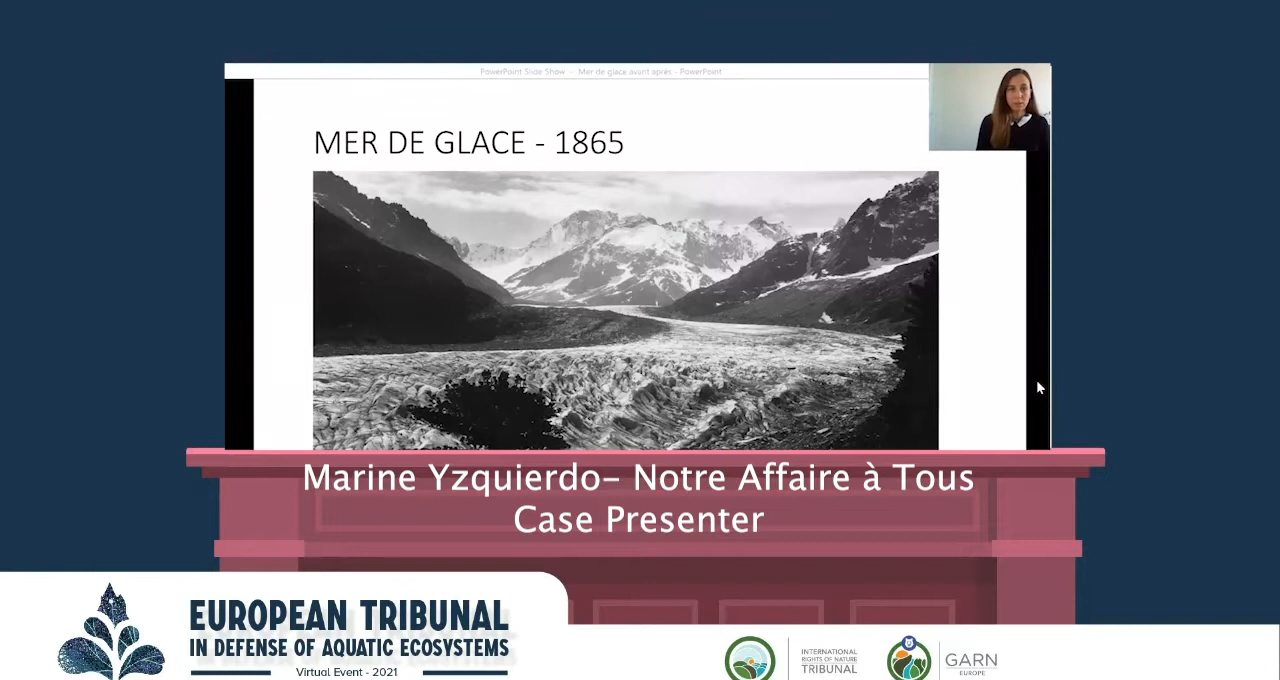 PowerPoint Slide Show - Mer de glace avant après - PowerPoint
MER DE GLACE - 1865
Marine Yzquierdo– Notre Affaire à Tous
Case Presenter
EUROPEAN TRIBUNAL
IN DEFENSE OF AQUATIC ECOSYSTEMS
Virtual Event - 2021
INTERNATIONAL
RIGHTS OF NATURE
TRIBUNAL
GARN
EUROPE